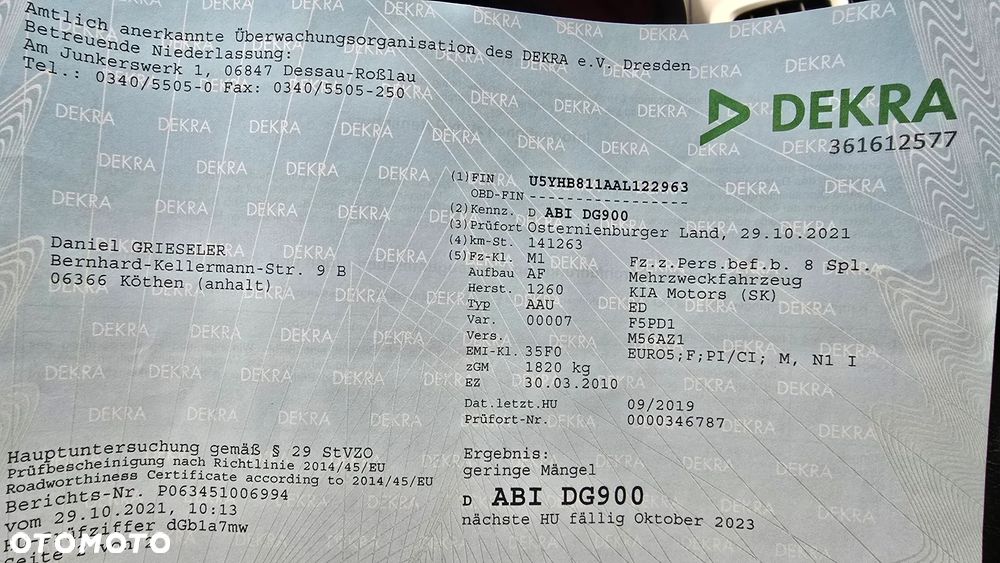 Amtlich anerkannte Überwachungsorganisation des DEKRA e.V. Dresden
Betreuende Niederlassung:
Am Junkerswerk 1, 06847 Dessau-Roßlau
Tel.: 0340/5505-0 Fax: 0340/5505-250
DEKRA
361612577
(1) FIN U5YHB811AAL122963
OBD-FIN ------------------
(2) Kennz. D ABI DG900
(3) Prüfort Osternienburger Land, 29.10.2021
(4) km-St. 141263
(5) Fz-Kl. M1 Fz.z.Pers.bef.b. 8 Spl.
Aufbau AF Mehrzweckfahrzeug
Herst. 1260 KIA Motors (SK)
Typ AAU ED
Var. 00007 F5PD1
Vers. M56AZ1
EMI-Kl. 35F0 EURO5;F;PI/CI; M, N1 I
zGM 1820 kg
EZ 30.03.2010
Dat.letzt.HU 09/2019
Prüfort-Nr. 0000346787
Daniel GRIESELER
Bernhard-Kellermann-Str. 9 B
06366 Köthen (anhalt)
Hauptuntersuchung gemäß § 29 StVZO
Prüfbescheinigung nach Richtlinie 2014/45/EU
Roadworthiness Certificate according to 2014/45/EU
Berichts-Nr. P063451006994
vom 29.10.2021, 10:13
dGb1a7mw
Ergebnis:
geringe Mängel
D ABI DG900
nächste HU fällig Oktober 2023
OTOMOTO